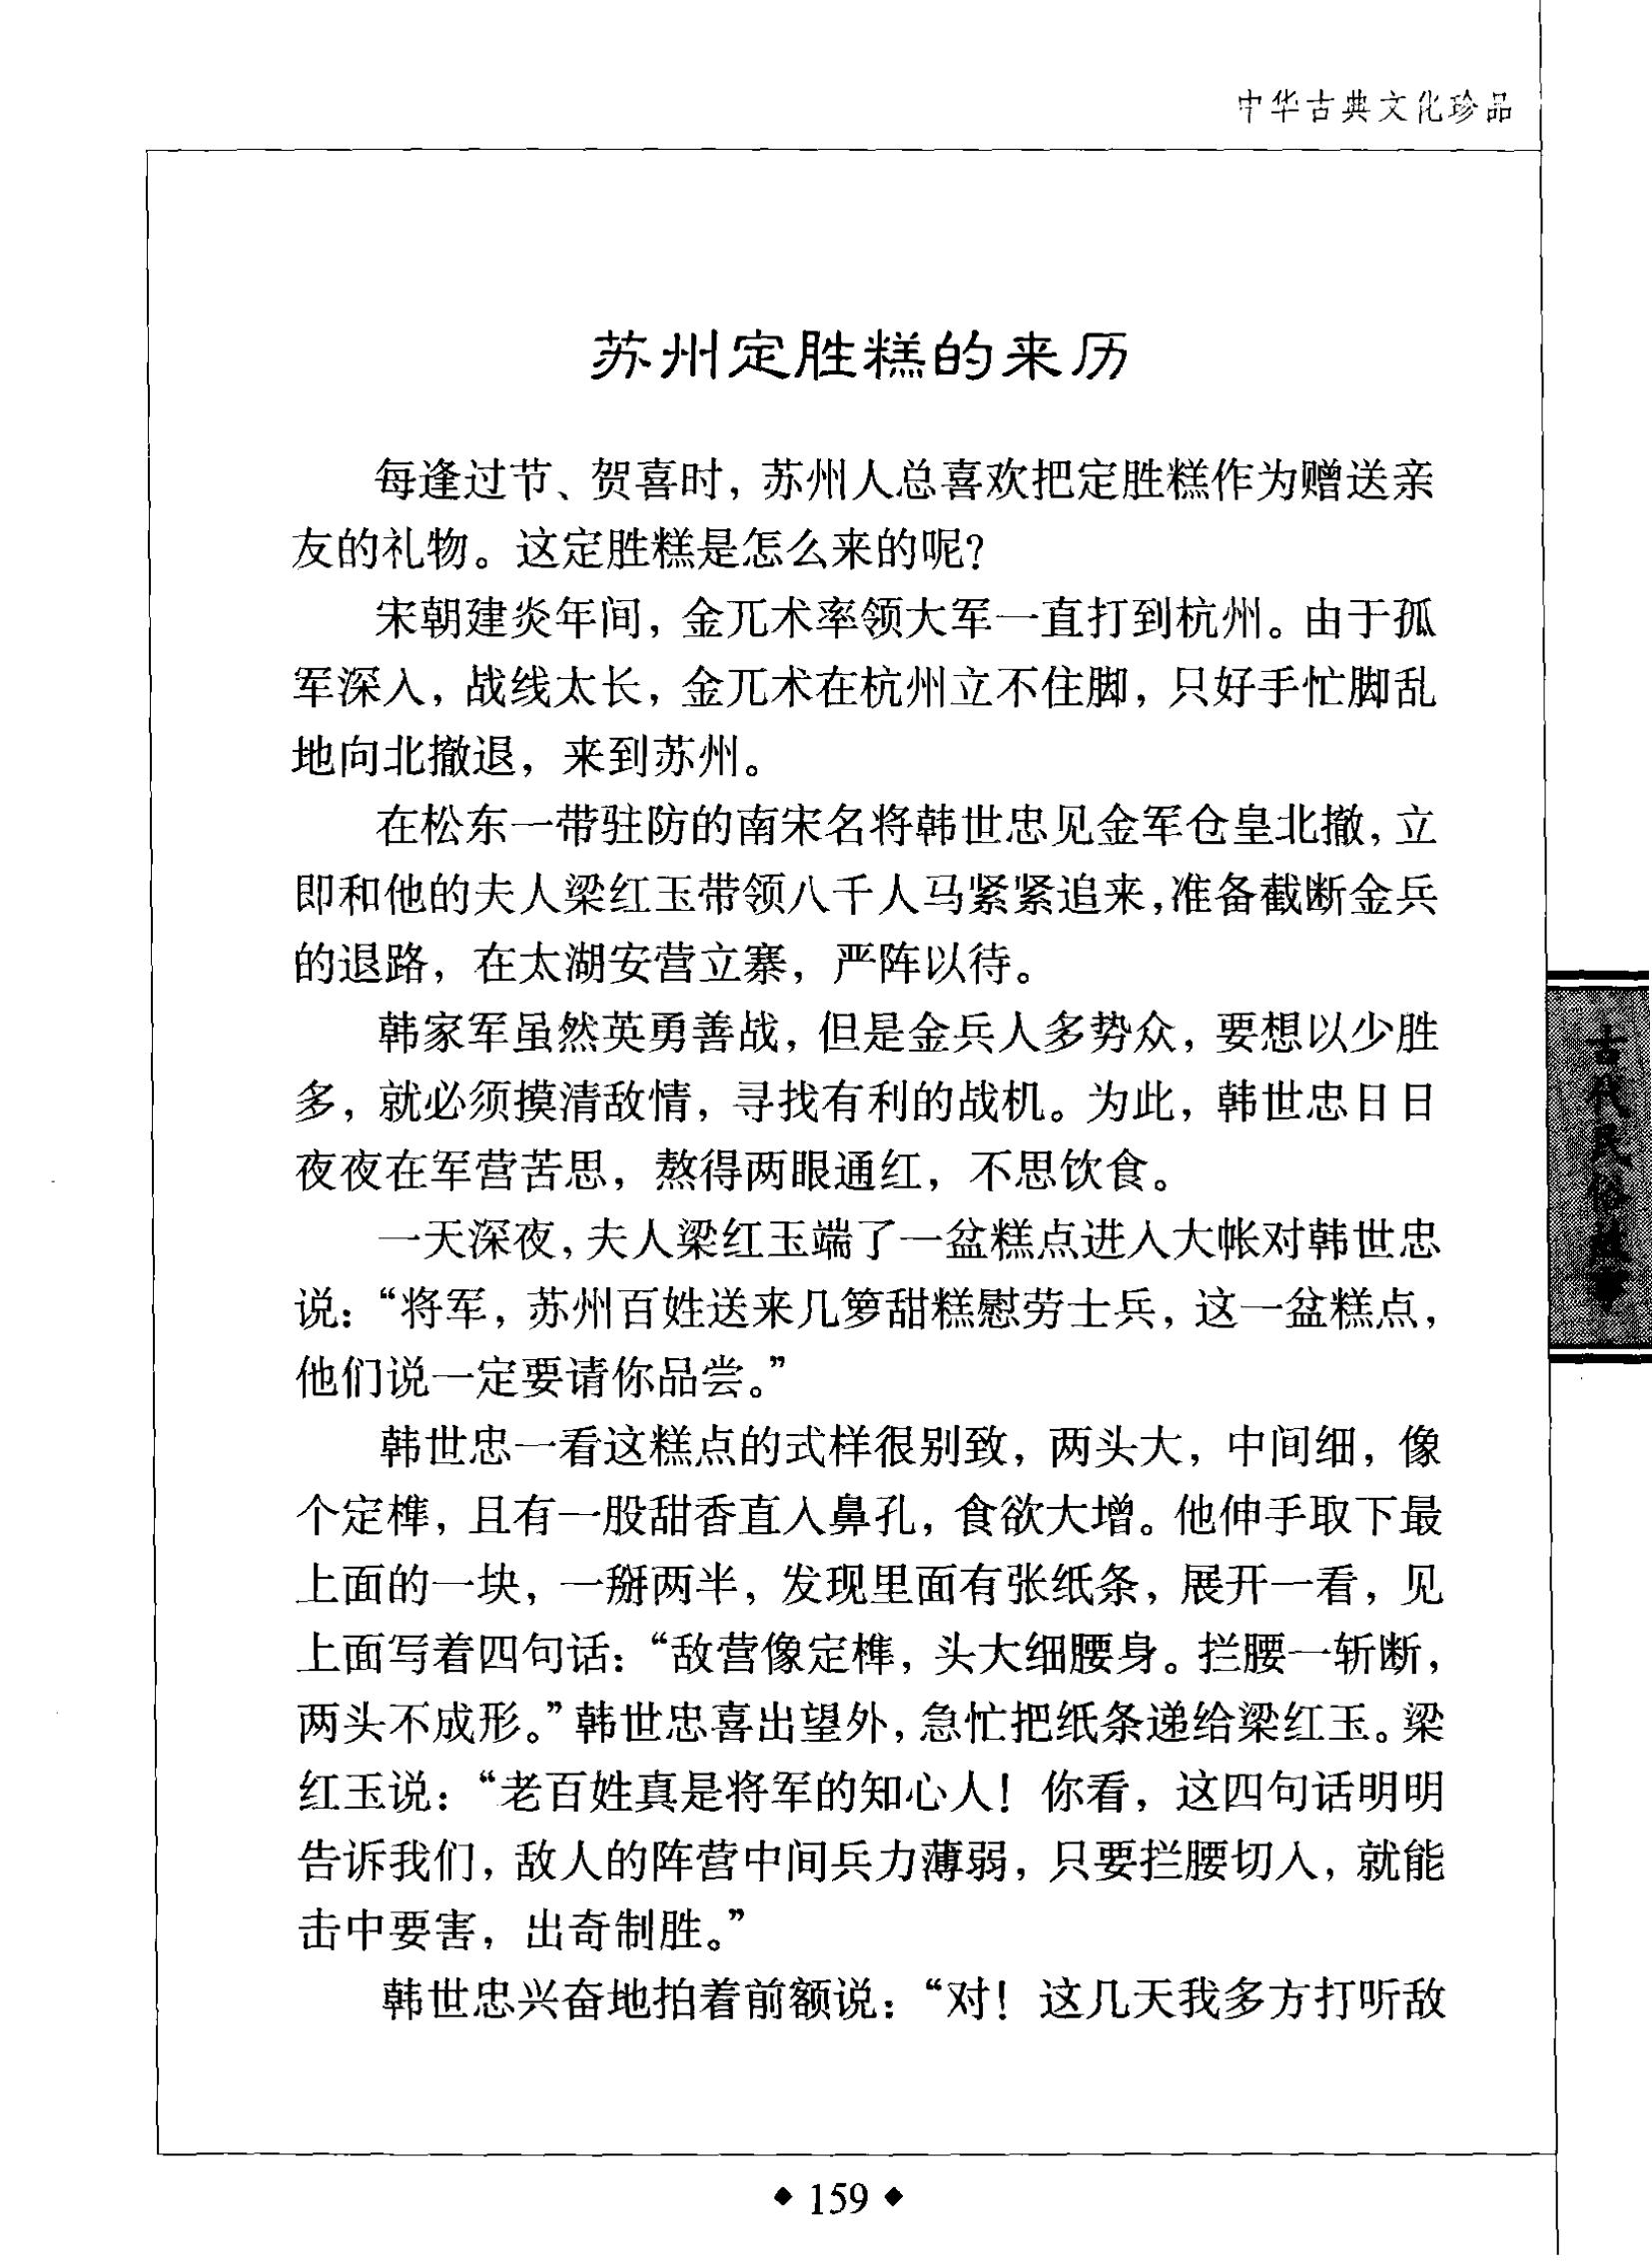 中华古典文化珍品
苏州定胜糕的来历
每逢过节、贺喜时，苏州人总喜欢把定胜糕作为赠送亲
友的礼物。这定胜糕是怎么来的呢？
宋朝建炎年间，金兀术率领大军一直打到杭州。由于孤
军深入，战线太长，金兀术在杭州立不住脚，只好手忙脚乱
地向北撤退，来到苏州。
在松东一带驻防的南宋名将韩世忠见金军仓皇北撤，立
即和他的夫人梁红玉带领八千人马紧紧追来，准备截断金兵
的退路，在太湖安营立寨，严阵以待。
韩家军虽然英勇善战，但是金兵人多势众，要想以少胜
多，就必须摸清敌情，寻找有利的战机。为此，韩世忠日日
夜夜在军营苦思，熬得两眼通红，不思饮食。
一天深夜，夫人梁红玉端了一盆糕点进入大帐对韩世忠
说：“将军，苏州百姓送来几箩甜糕慰劳士兵，这一盆糕点，
他们说一定要请你品尝。”
韩世忠一看这糕点的式样很别致，两头大，中间细，像
个定榫，且有一股甜香直入鼻孔，食欲大增。他伸手取下最
上面的一块，一掰两半，发现里面有张纸条，展开一看，见
上面写着四句话：“敌营像定榫，头大细腰身。拦腰一斩断，
两头不成形。”韩世忠喜出望外，急忙把纸条递给梁红玉。梁
红玉说：“老百姓真是将军的知心人！你看，这四句话明明
告诉我们，敌人的阵营中间兵力薄弱，只要拦腰切入，就能
击中要害，出奇制胜。”
韩世忠兴奋地拍着前额说：“对！这几天我多方打听敌
古代民俗故事
◆ 159 ◆